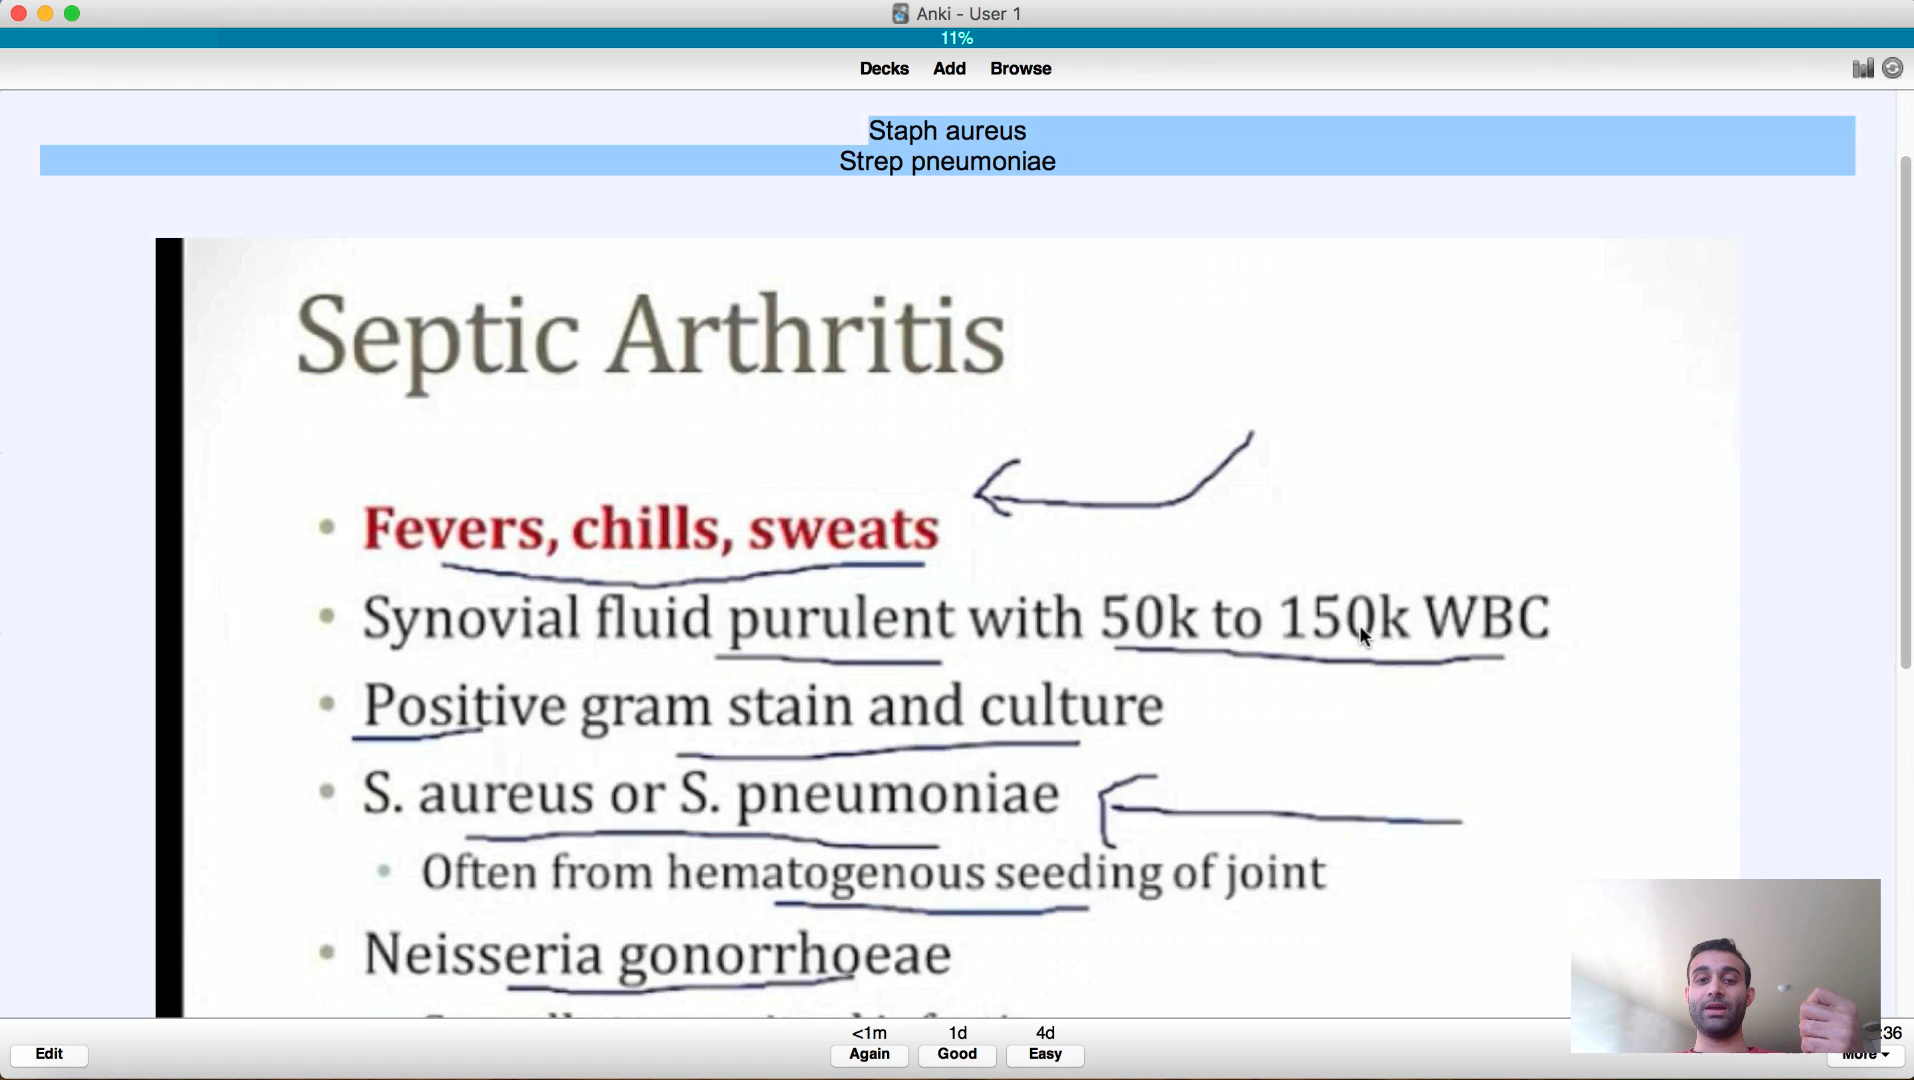 Anki - User 1
11%
Decks Add Browse
Staph aureus
Strep pneumoniae
Septic Arthritis
Fevers, chills, sweats
Synovial fluid purulent with 50k to 150k WBC
Positive gram stain and culture
S. aureus or S. pneumoniae
Often from hematogenous seeding of joint
Neisseria gonorrhoeae
<1m 1d 4d :36
Edit Again Good Easy More